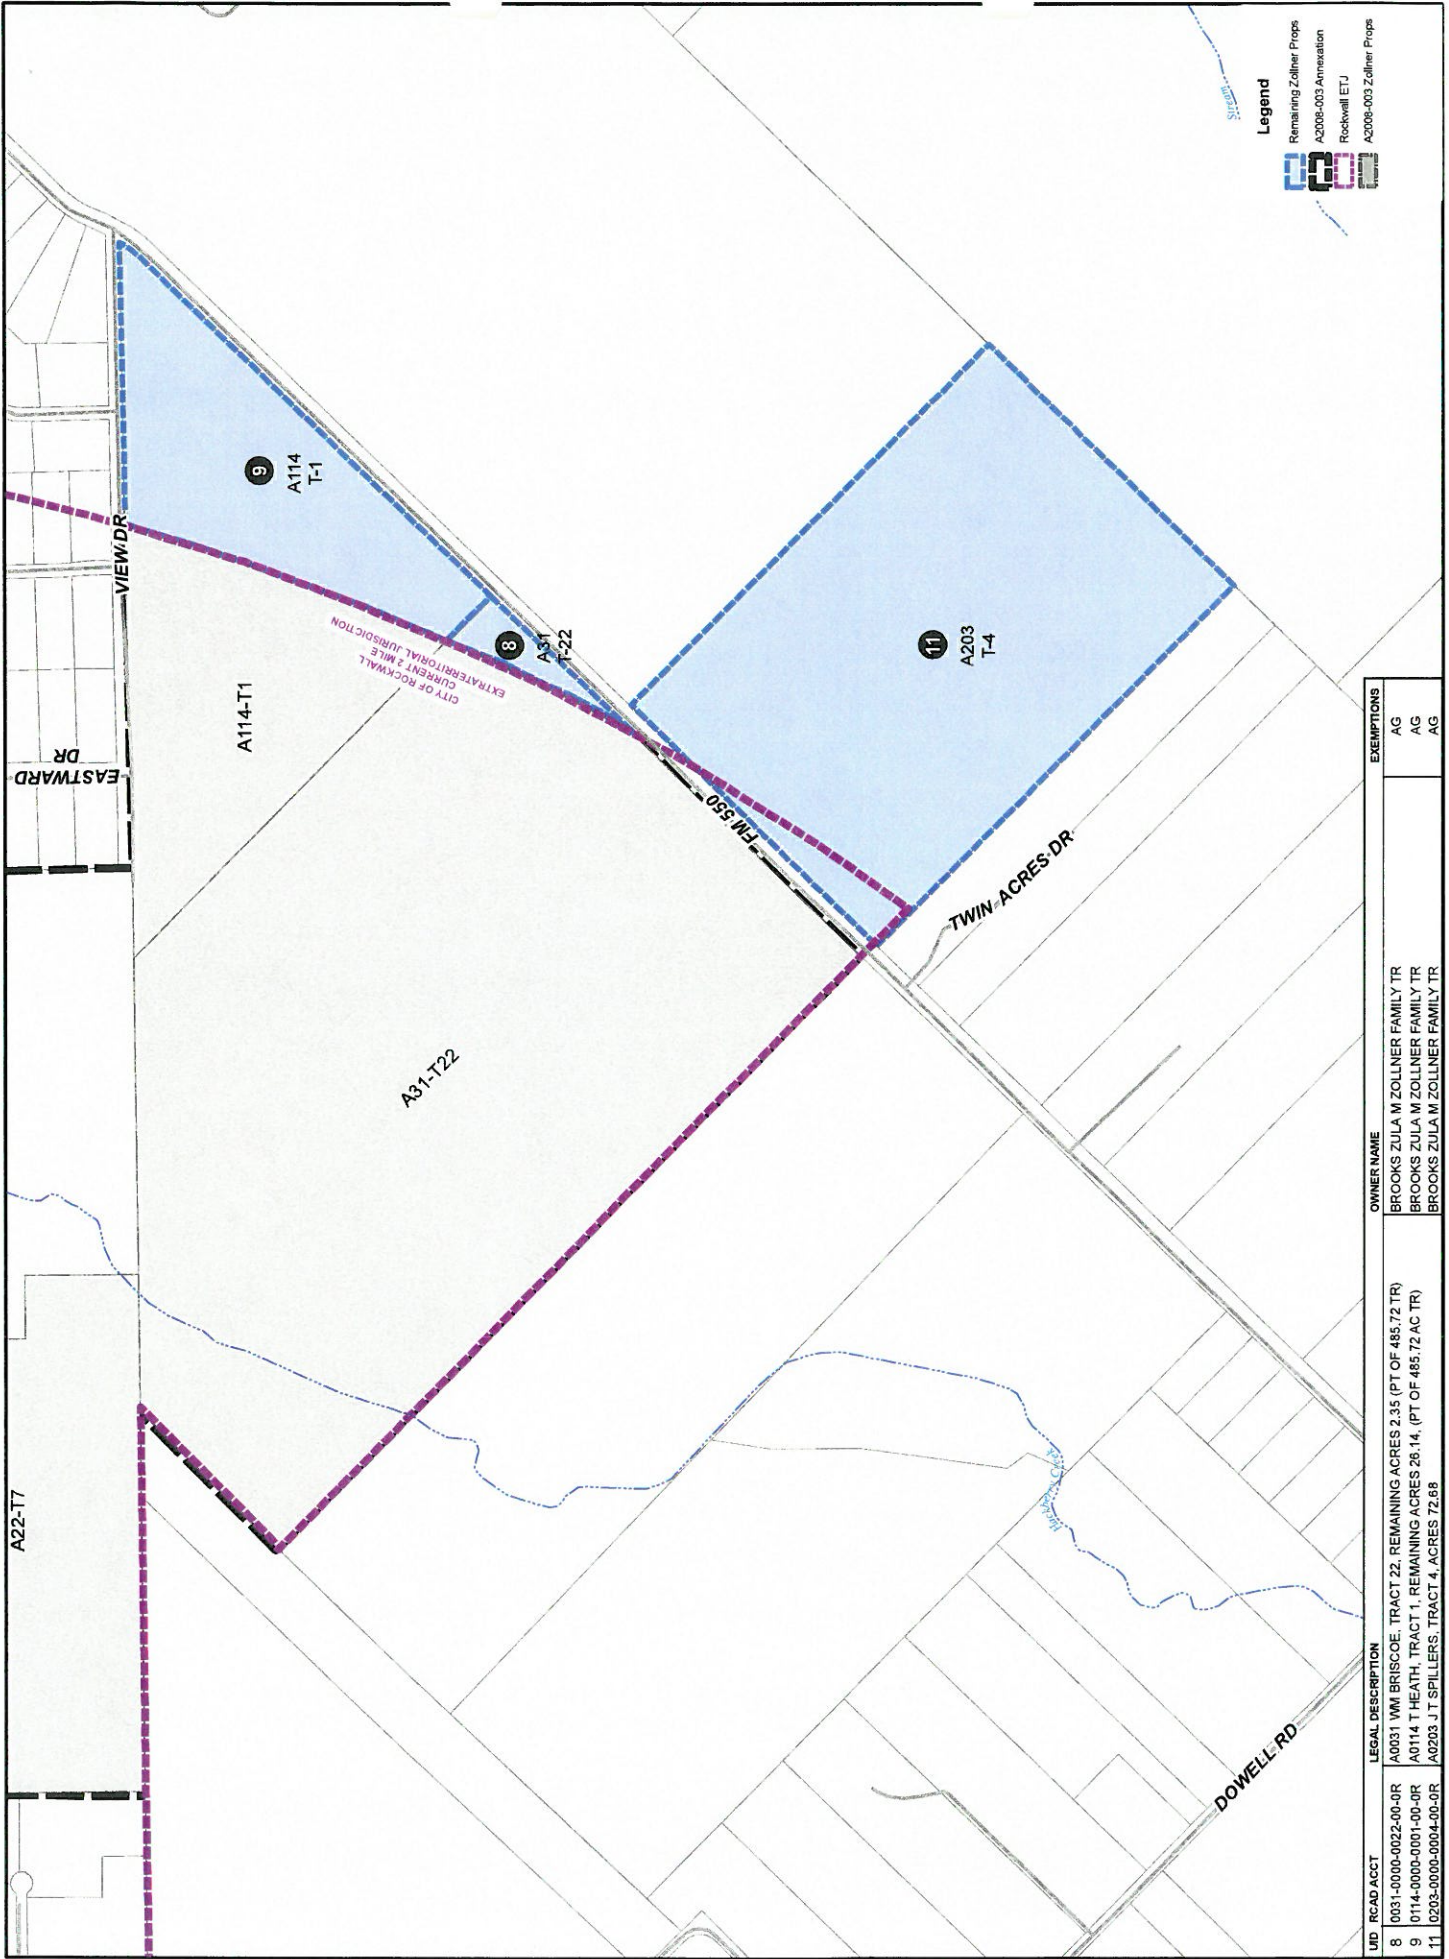 A22-T7
EASTWARD
DR
VIEW DR
A114-T1
A31-T22
CITY OF ROCKWALL
CURRENT 2 MILE
EXTRATERRITORIAL JURISDICTION
9
A114
T-1
8
A31
T-22
FM 550
11
A203
T-4
TWIN ACRES DR
DOWELL RD
Hackberry Creek
Stream
Legend
Remaining Zollner Props
A2008-003 Annexation
Rockwall ETJ
A2008-003 Zollner Props
UID RCAD ACCT LEGAL DESCRIPTION OWNER NAME EXEMPTIONS
8 0031-0000-0022-00-0R A0031 WM BRISCOE, TRACT 22, REMAINING ACRES 2.35 (PT OF 485.72 TR) BROOKS ZULA M ZOLLNER FAMILY TR AG
9 0114-0000-0001-00-0R A0114 T HEATH, TRACT 1, REMAINING ACRES 26.14, (PT OF 485.72 AC TR) BROOKS ZULA M ZOLLNER FAMILY TR AG
11 0203-0000-0004-00-0R A0203 J T SPILLERS, TRACT 4, ACRES 72.68 BROOKS ZULA M ZOLLNER FAMILY TR AG